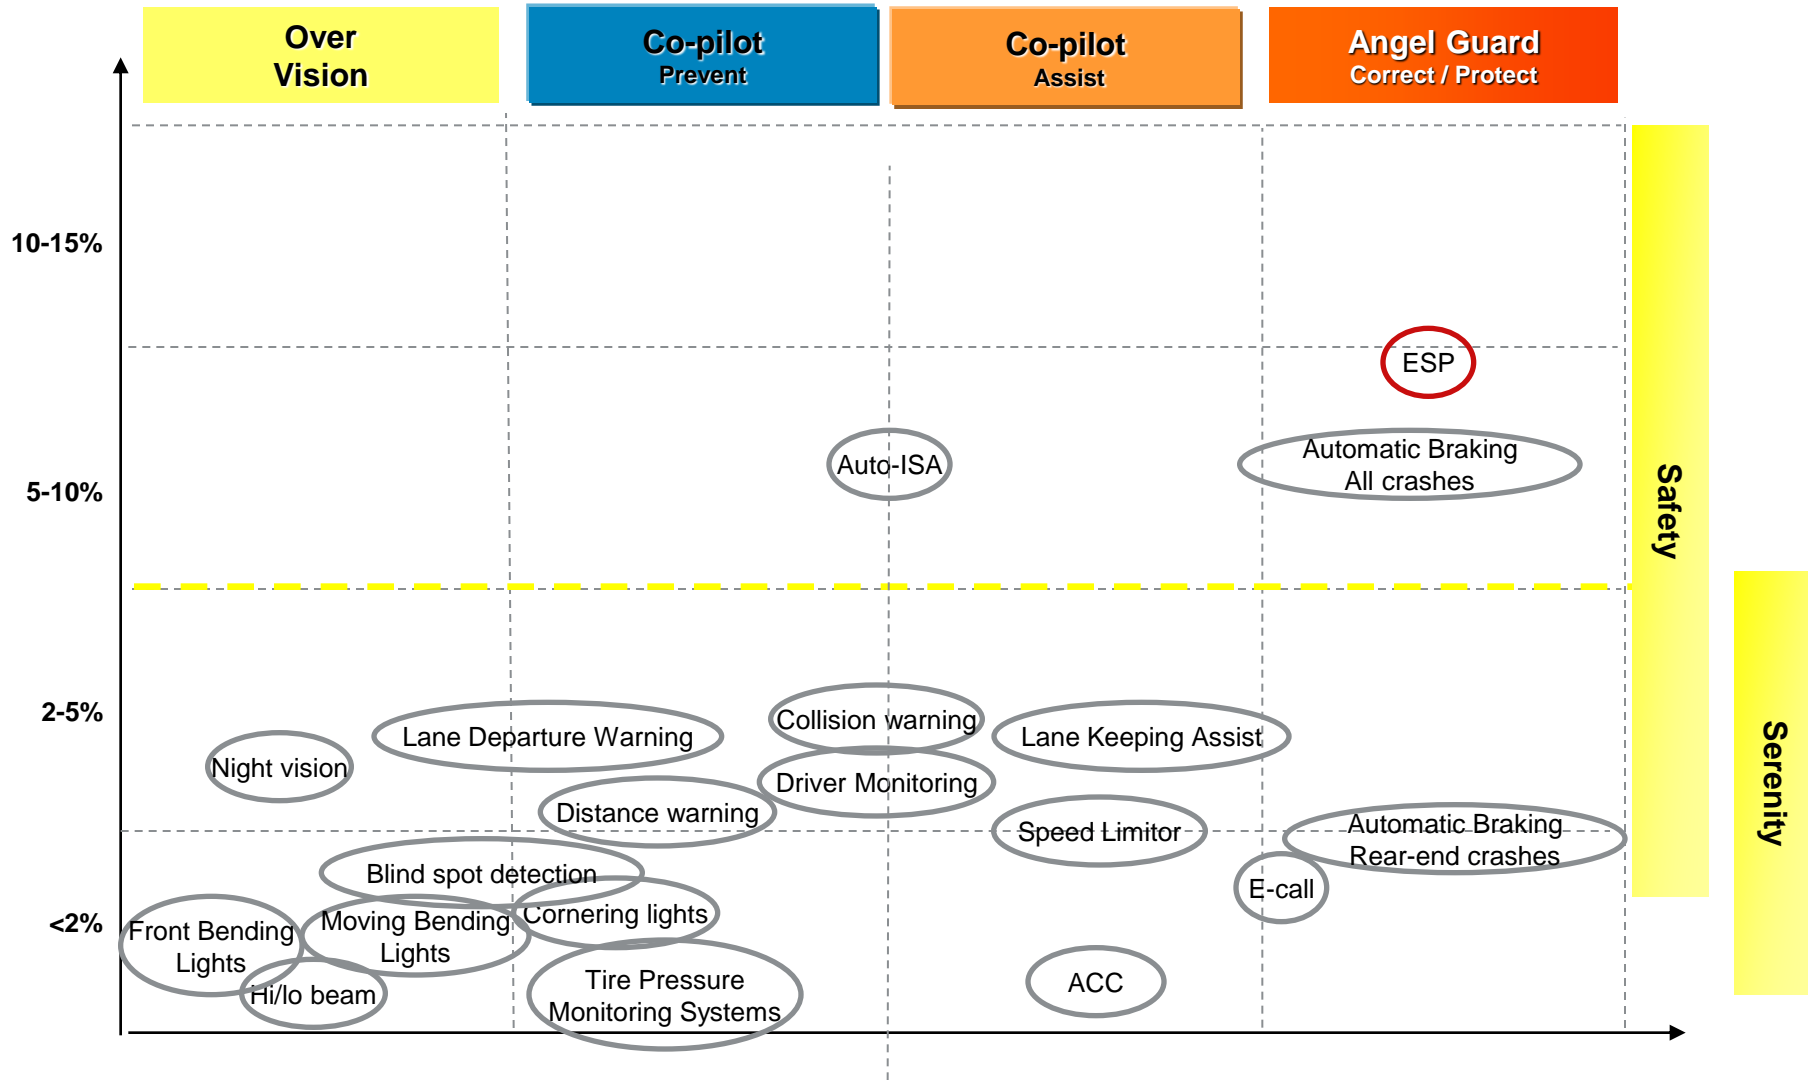 Over
Vision
Co-pilot
Prevent
Co-pilot
Assist
Angel Guard
Correct / Protect
10-15%
ESP
5-10%
Auto-ISA
Automatic Braking
All crashes
Safety
2-5%
Night vision
Lane Departure Warning
Collision warning
Lane Keeping Assist
Driver Monitoring
Distance warning
Speed Limitor
Automatic Braking
Rear-end crashes
Serenity
<2%
Blind spot detection
E-call
Front Bending
Lights
Moving Bending
Lights
Cornering lights
Hi/lo beam
Tire Pressure
Monitoring Systems
ACC